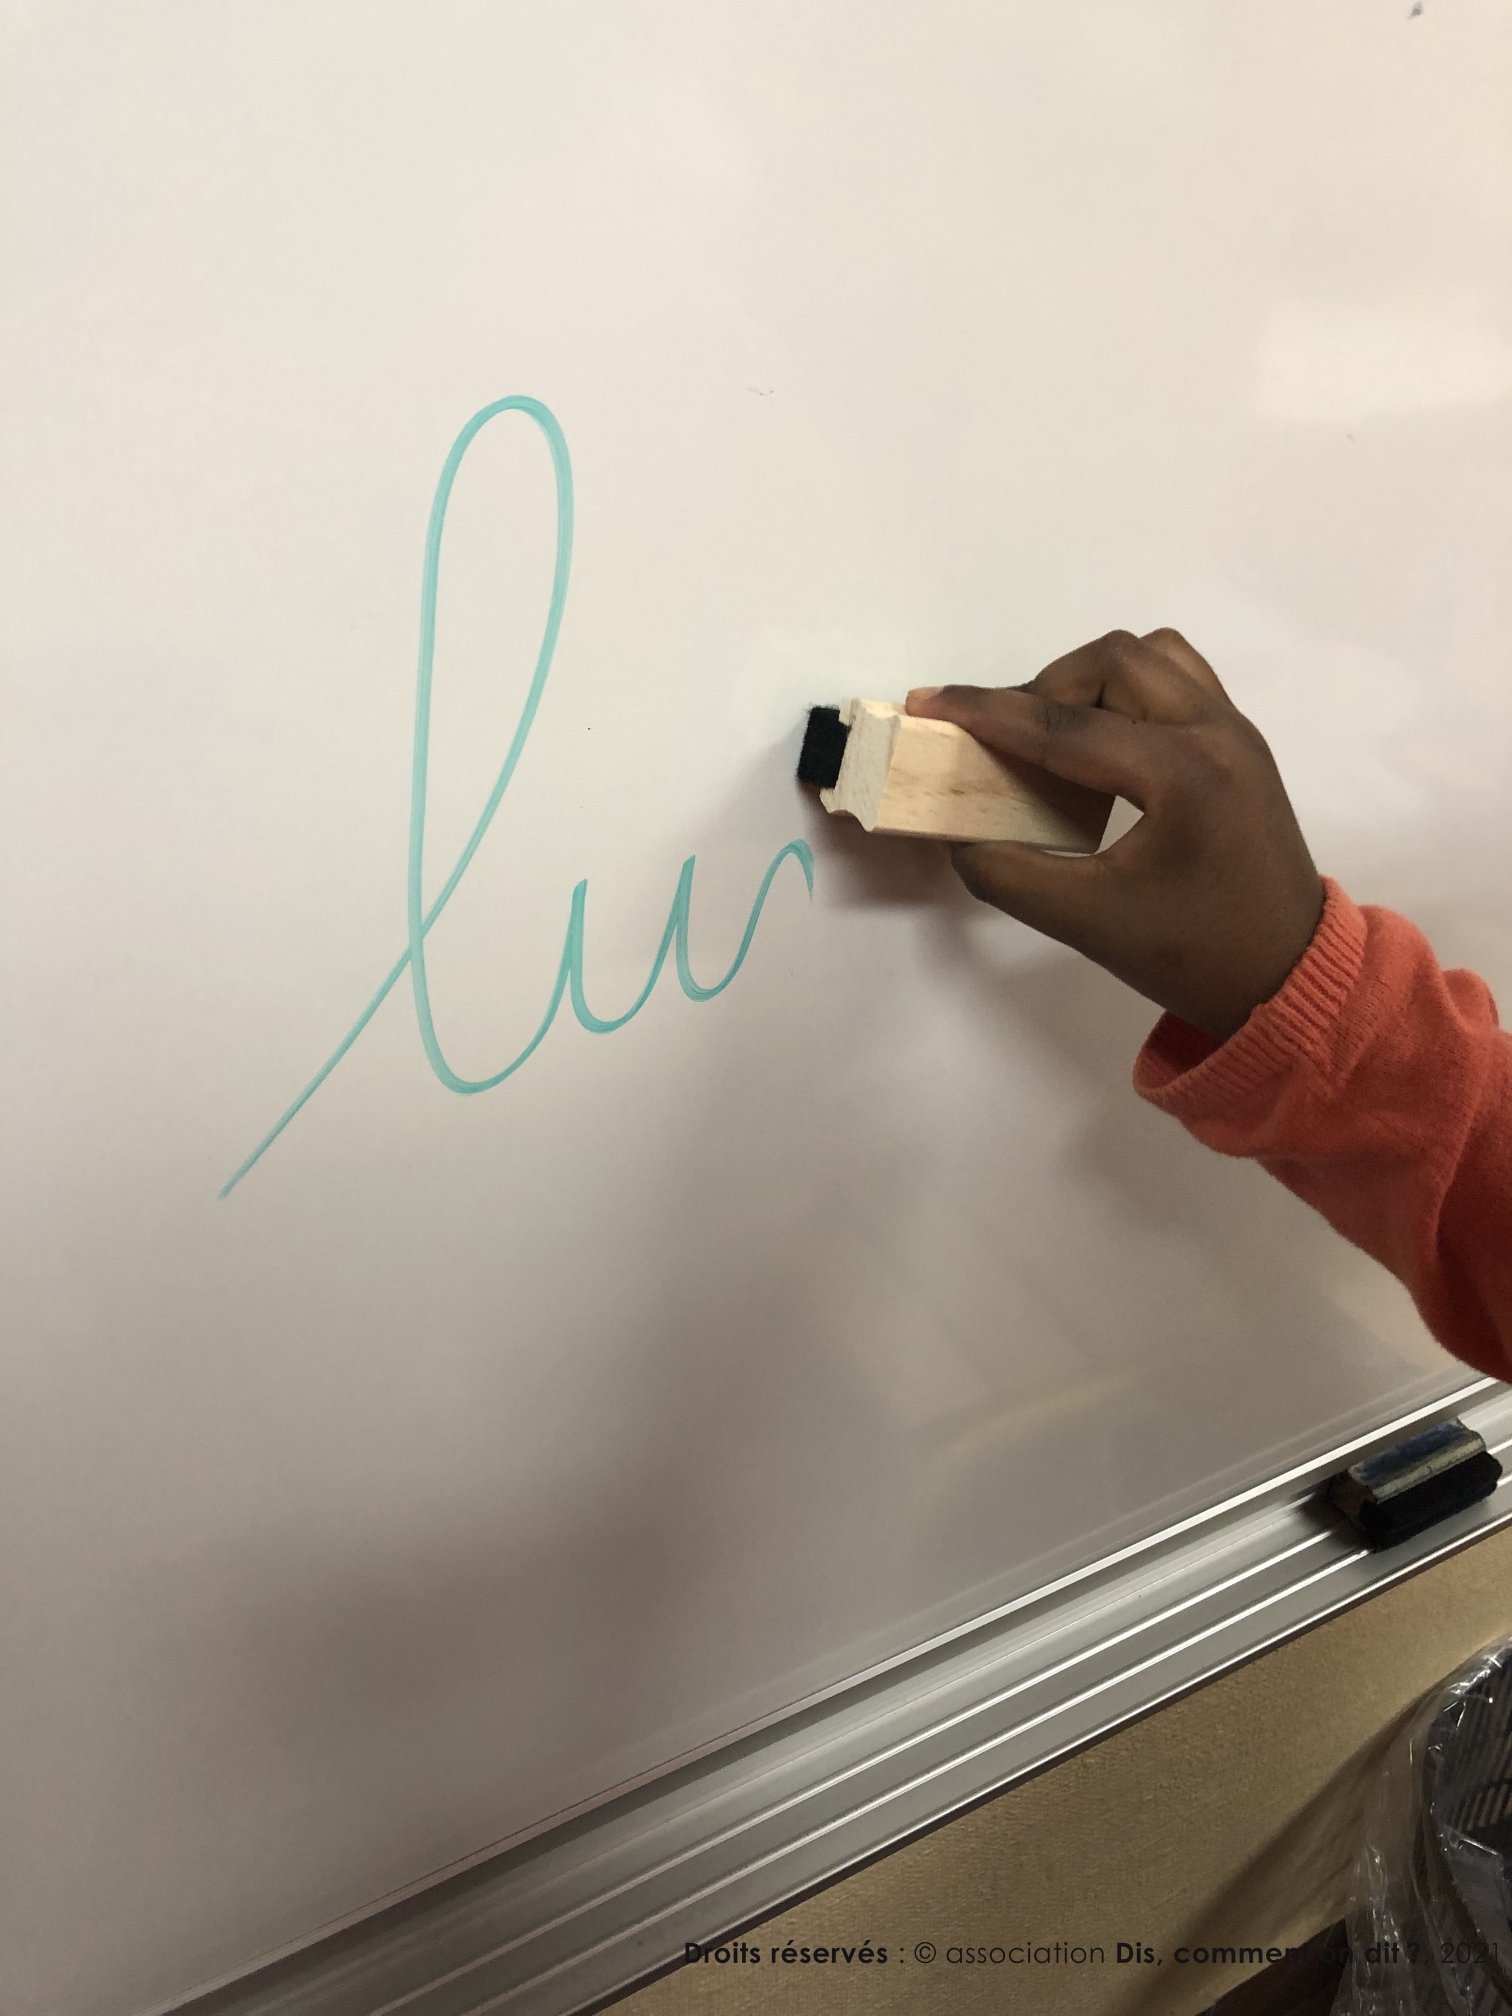 lu
Droits réservés : © association Dis, comment on dit ?, 2021